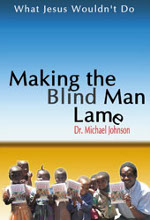 What Jesus Wouldn't Do
Making the
Blind Man
Lame
Dr. Michael Johnson